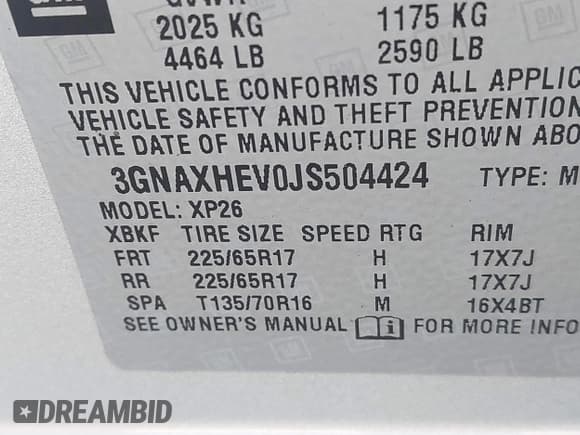 GM
GVWR
2025 KG 1175 KG
4464 LB 2590 LB
THIS VEHICLE CONFORMS TO ALL APPLIC
VEHICLE SAFETY AND THEFT PREVENTION
THE DATE OF MANUFACTURE SHOWN ABO
3GNAXHEV0JS504424 TYPE: M
MODEL: XP26
XBKF TIRE SIZE SPEED RTG RIM
FRT 225/65R17 H 17X7J
RR 225/65R17 H 17X7J
SPA T135/70R16 M 16X4BT
SEE OWNER'S MANUAL i FOR MORE INFO
DREAMBID